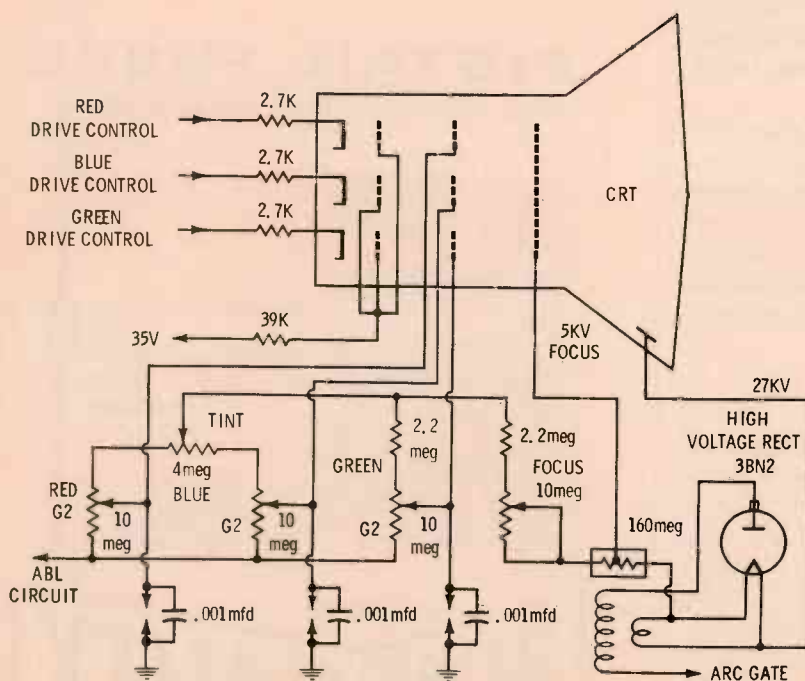 RED
DRIVE CONTROL
2.7K
BLUE
DRIVE CONTROL
2.7K
GREEN
DRIVE CONTROL
2.7K
CRT
35V
39K
5KV
FOCUS
27KV
HIGH
VOLTAGE RECT
3BN2
TINT
4meg
BLUE
RED
G2
10
meg
G2
10
meg
GREEN
2.2
meg
G2
10
meg
2.2meg
FOCUS
10meg
160meg
ABL
CIRCUIT
.001mfd
.001mfd
.001mfd
ARC GATE